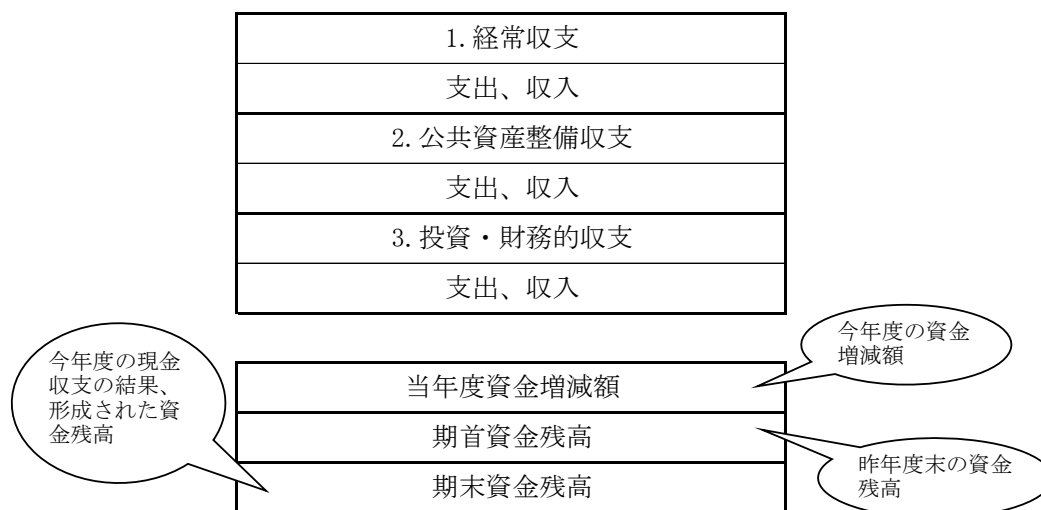 1.経常収支
支出、収入
2.公共資産整備収支
支出、収入
3.投資・財務的収支
支出、収入
今年度の資金
増減額
今年度の現金
収支の結果、
形成された資
金残高
当年度資金増減額
期首資金残高
期末資金残高
昨年度末の資金
残高